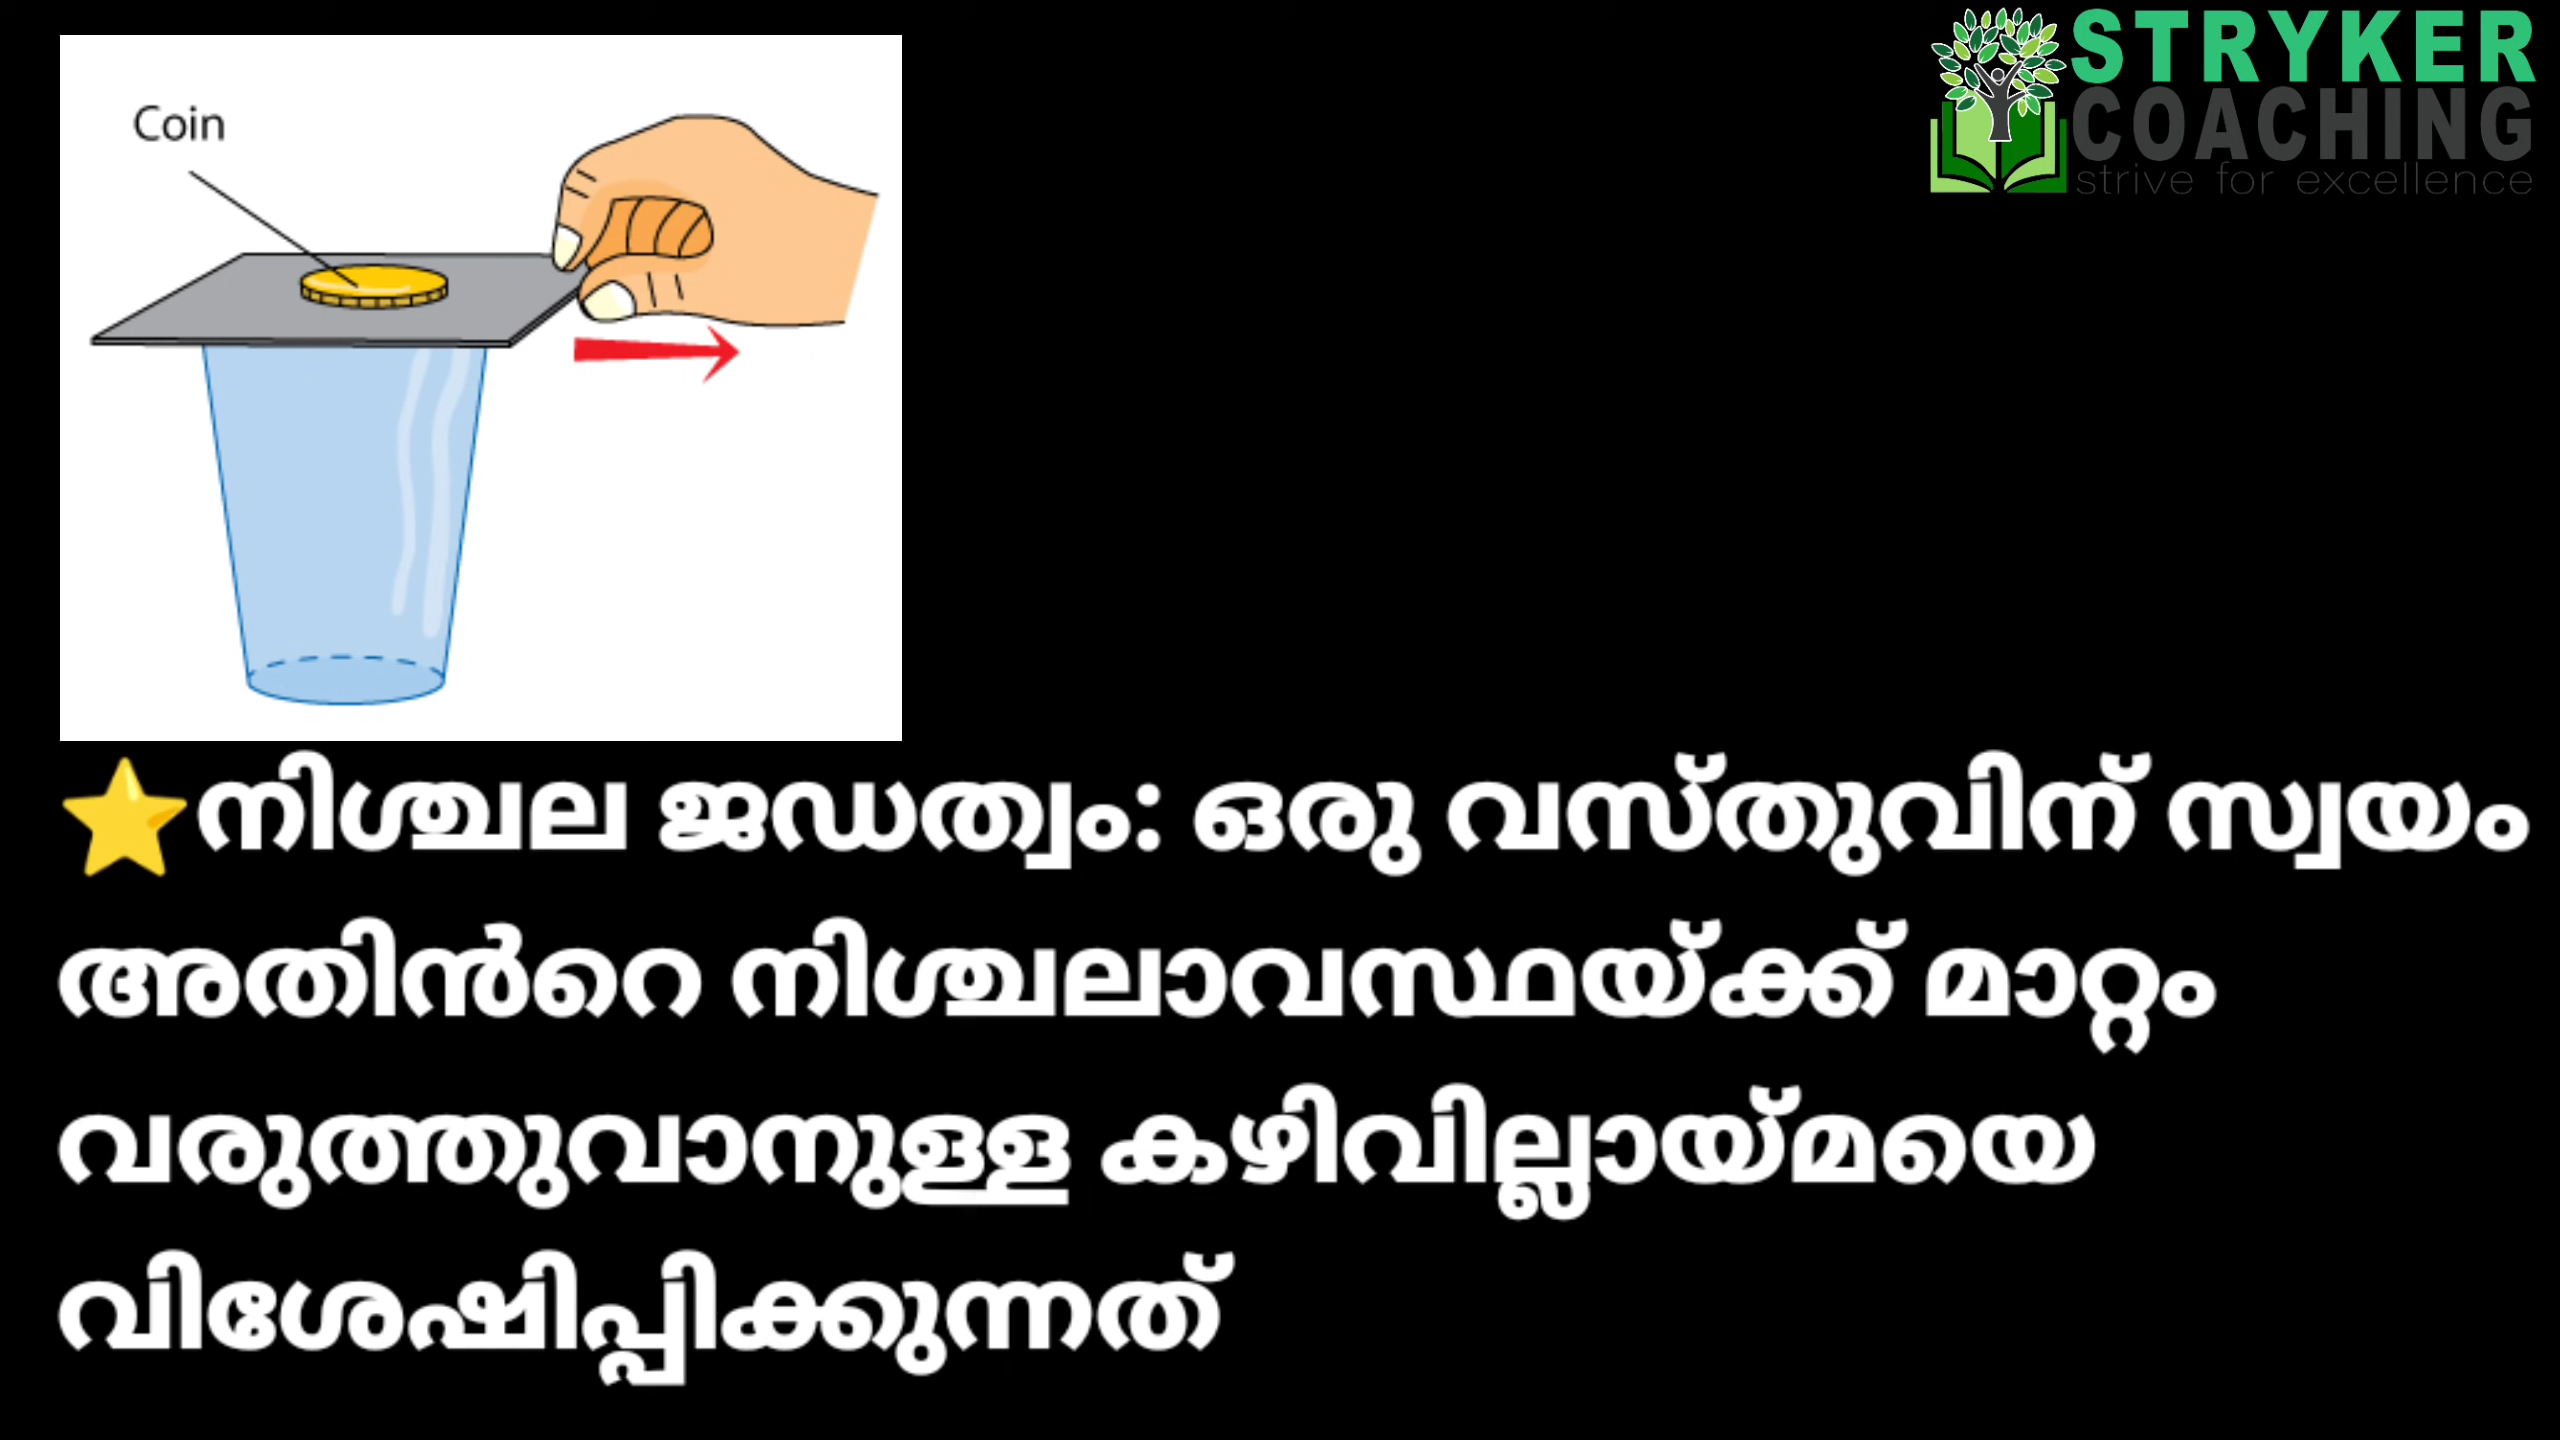 STRYKER
COACHING
strive for excellence
Coin
⭐നിശ്ചല ജഡത്വം: ഒരു വസ്തുവിന് സ്വയം
അതിൻറെ നിശ്ചലാവസ്ഥയ്ക്ക് മാറ്റം
വരുത്തുവാനുള്ള കഴിവില്ലായ്മയെ
വിശേഷിപ്പിക്കുന്നത്